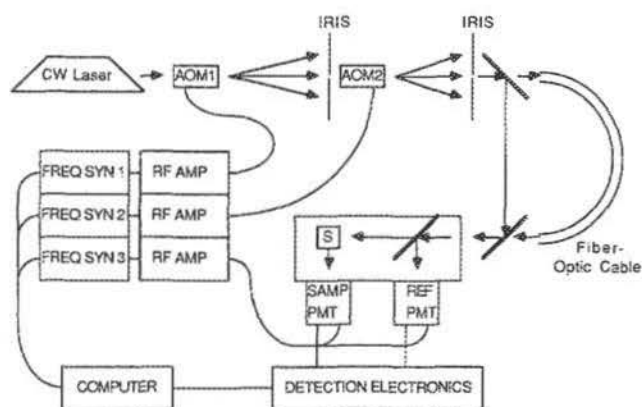 IRIS
IRIS
CW Laser
AOM1
AOM2
FREQ SYN 1
RF AMP
FREQ SYN 2
RF AMP
FREQ SYN 3
RF AMP
S
Fiber-
Optic Cable
SAMP
PMT
REF
PMT
COMPUTER
DETECTION ELECTRONICS